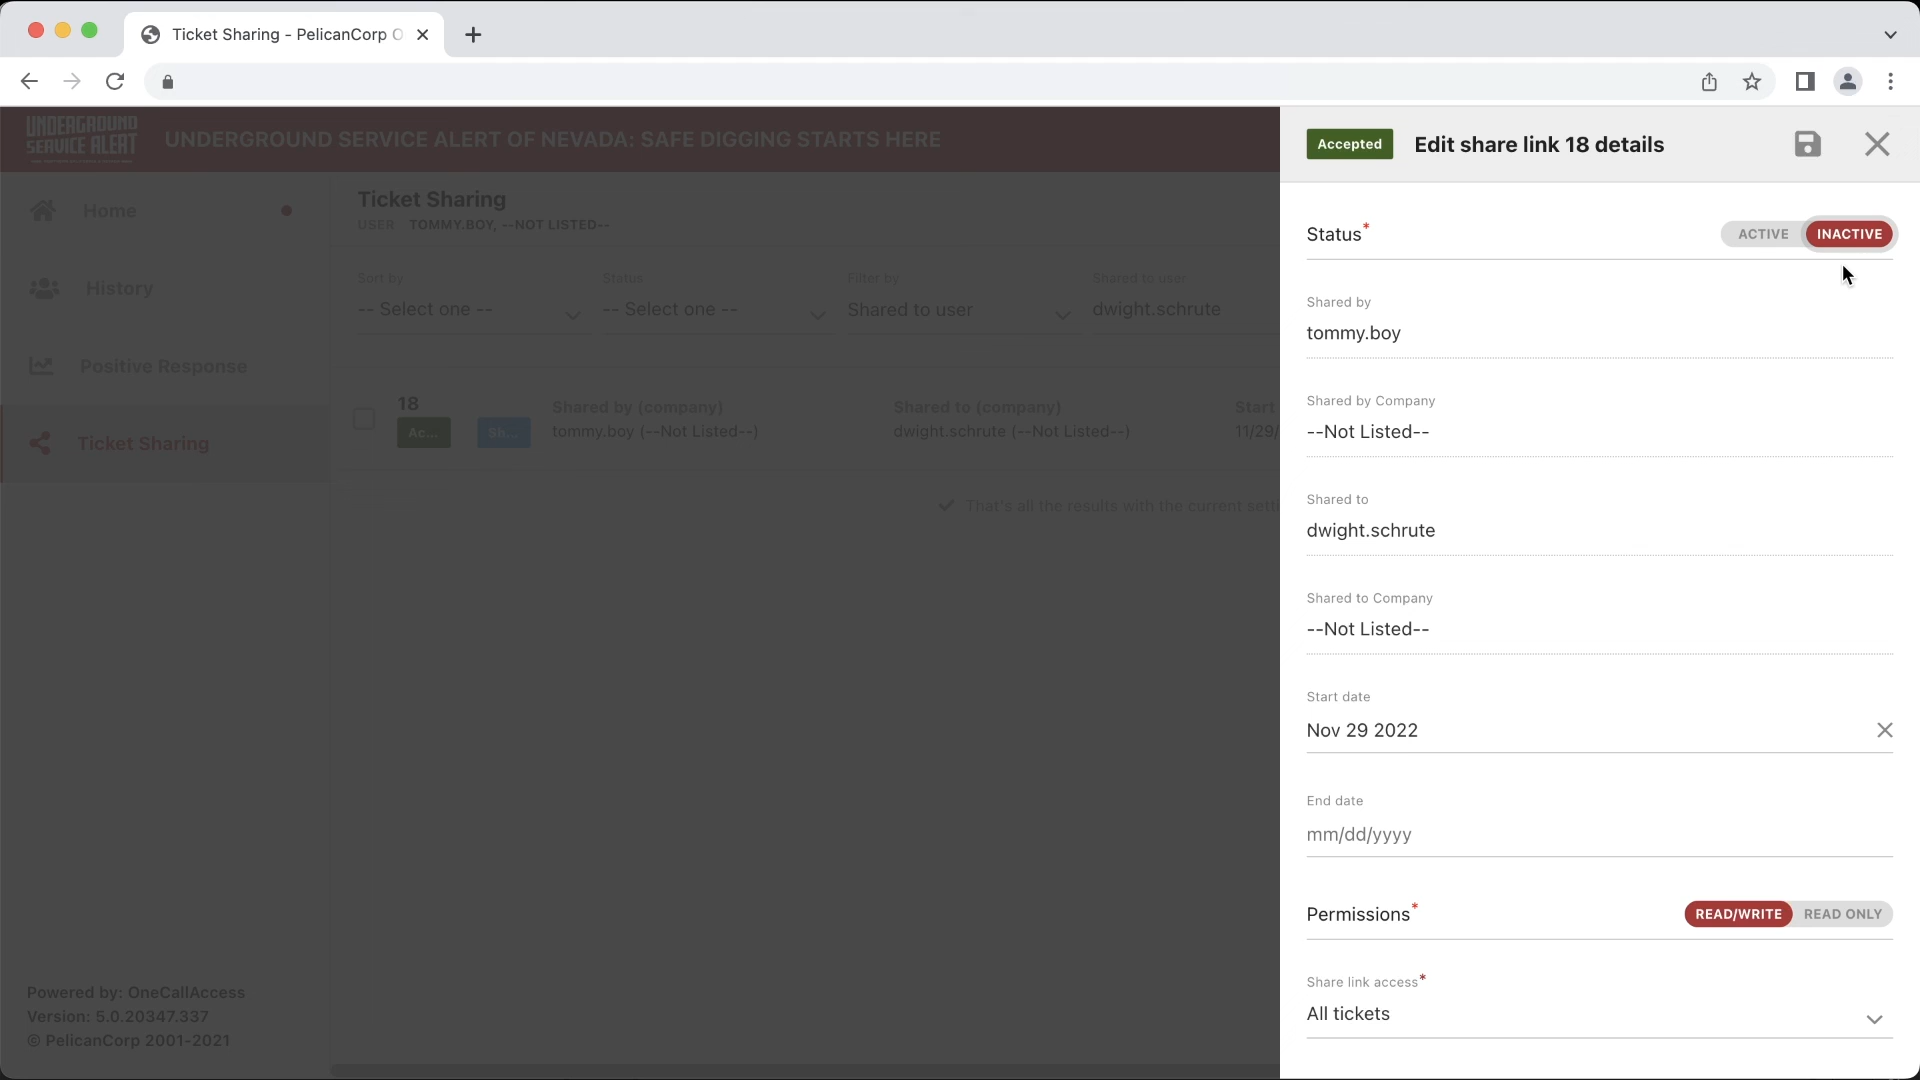 Ticket Sharing - PelicanCorp O
UNDERGROUND
SERVICE ALERT
UNDERGROUND SERVICE ALERT OF NEVADA: SAFE DIGGING STARTS HERE
Home
History
Positive Response
Ticket Sharing
Powered by: OneCallAccess
Version: 5.0.20347.337
© PelicanCorp 2001-2021
Ticket Sharing
USER TOMMY.BOY, --NOT LISTED--
Sort by
-- Select one --
Status
-- Select one --
Filter by
Shared to user
Shared to user
dwight.schrute
18
Ac...
Sh...
Shared by (company)
tommy.boy (--Not Listed--)
Shared to (company)
dwight.schrute (--Not Listed--)
Start
11/29/
That's all the results with the current setti
Accepted
Edit share link 18 details
Status*
ACTIVE
INACTIVE
Shared by
tommy.boy
Shared by Company
--Not Listed--
Shared to
dwight.schrute
Shared to Company
--Not Listed--
Start date
Nov 29 2022
End date
mm/dd/yyyy
Permissions*
READ/WRITE
READ ONLY
Share link access*
All tickets